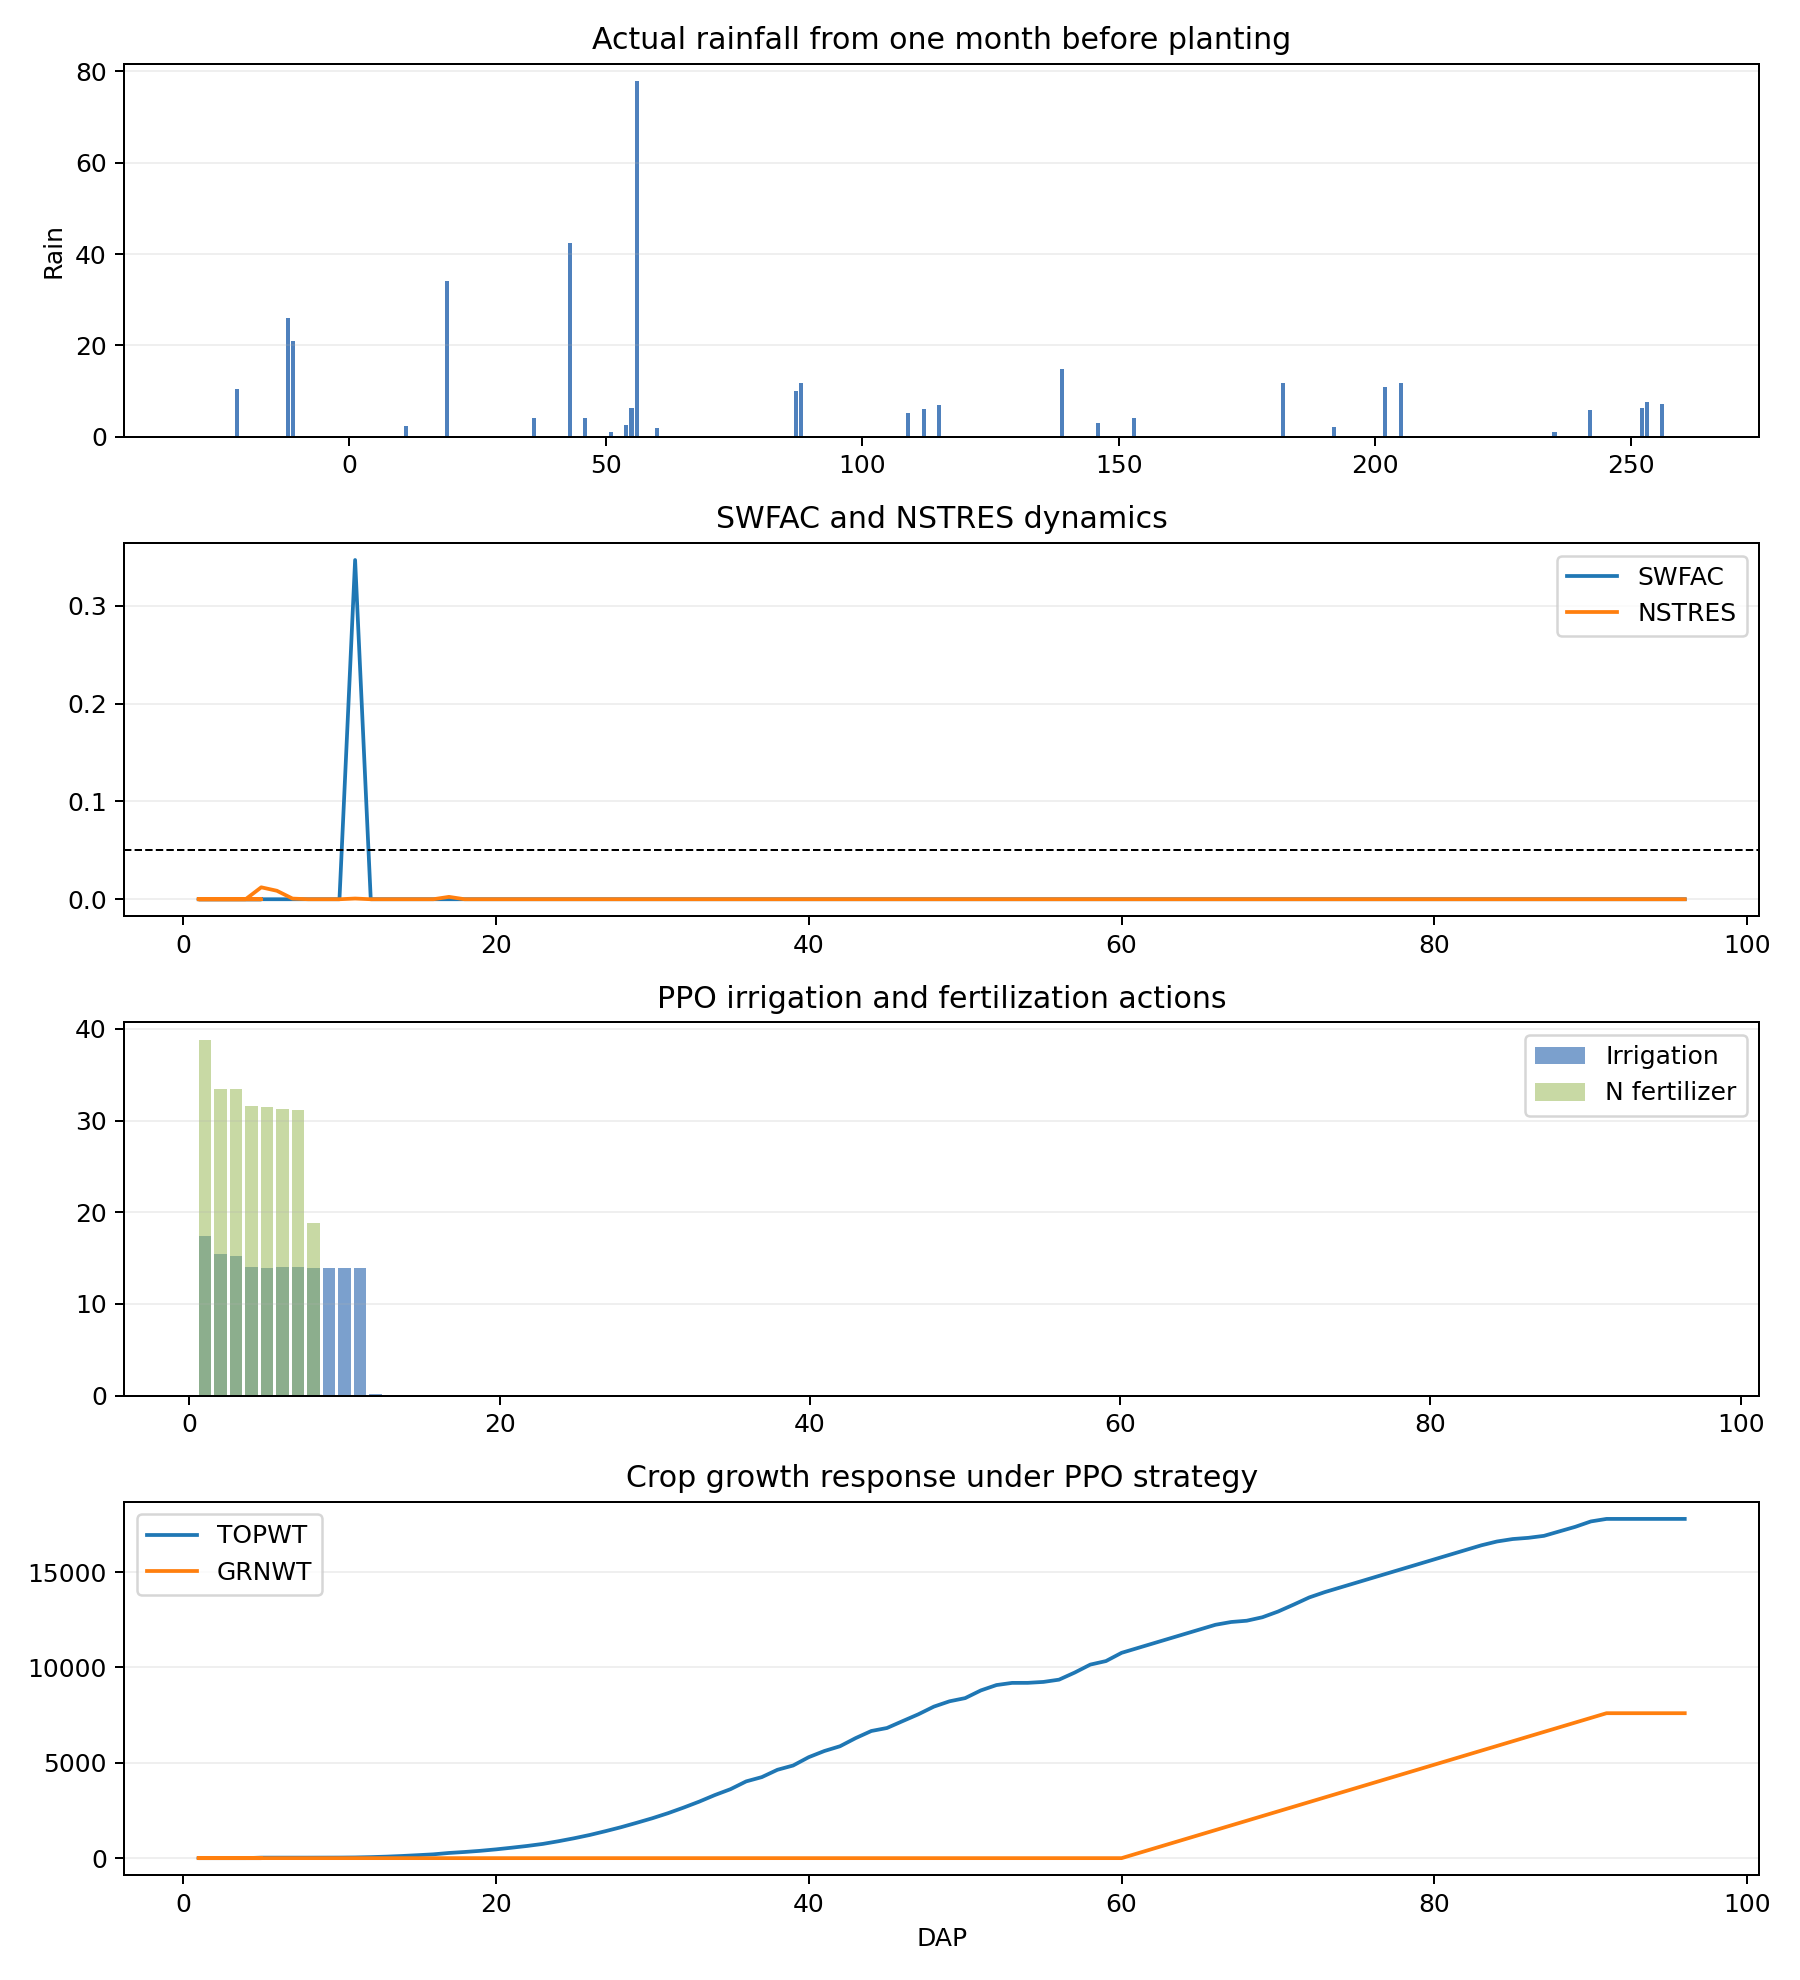 Actual rainfall from one month before planting
80
60
40
20
0
Rain
0 50 100 150 200 250
SWFAC and NSTRES dynamics
SWFAC
NSTRES
0.3
0.2
0.1
0.0
0 20 40 60 80 100
PPO irrigation and fertilization actions
Irrigation
N fertilizer
40
30
20
10
0
0 20 40 60 80 100
Crop growth response under PPO strategy
TOPWT
GRNWT
15000
10000
5000
0
0 20 40 60 80 100
DAP